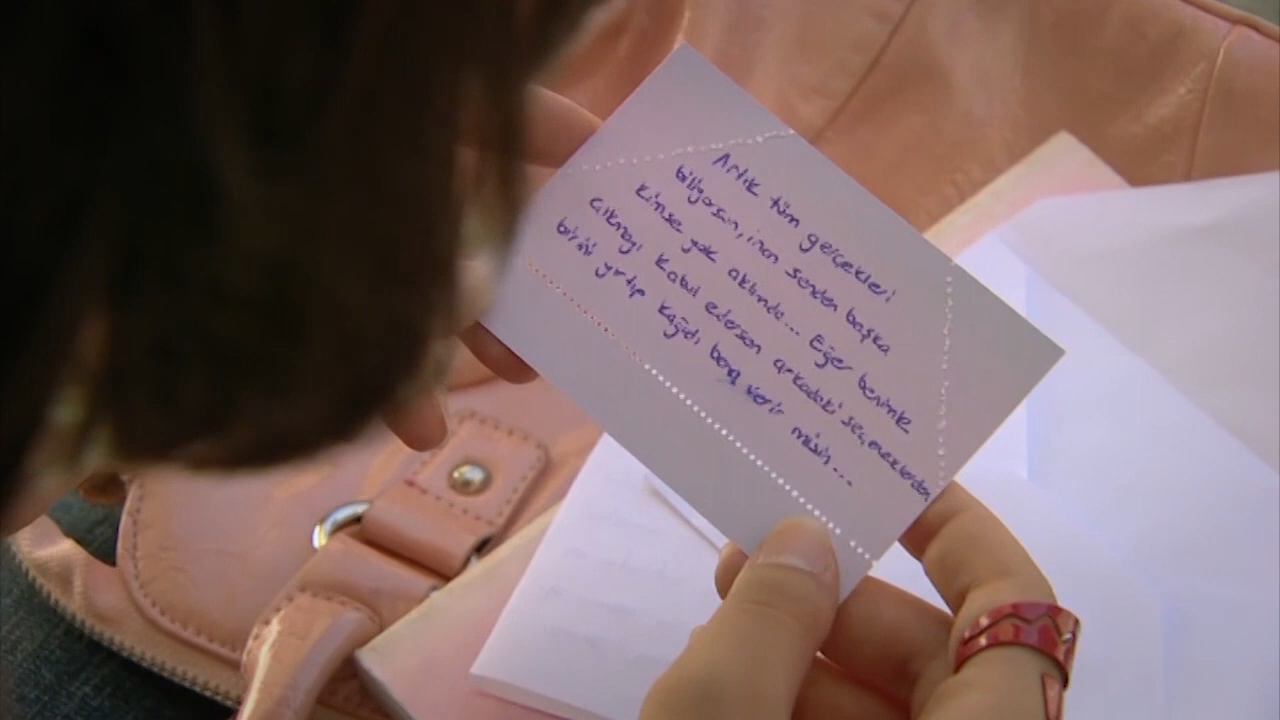 Artık tüm gerçekleri
biliyorsun, inan senden başka
kimse yok aklımda... Eğer benimle
çıkmayı kabul edersen arkadaki seçeneklerden
birini yırtıp kağıdı bana verir misin...